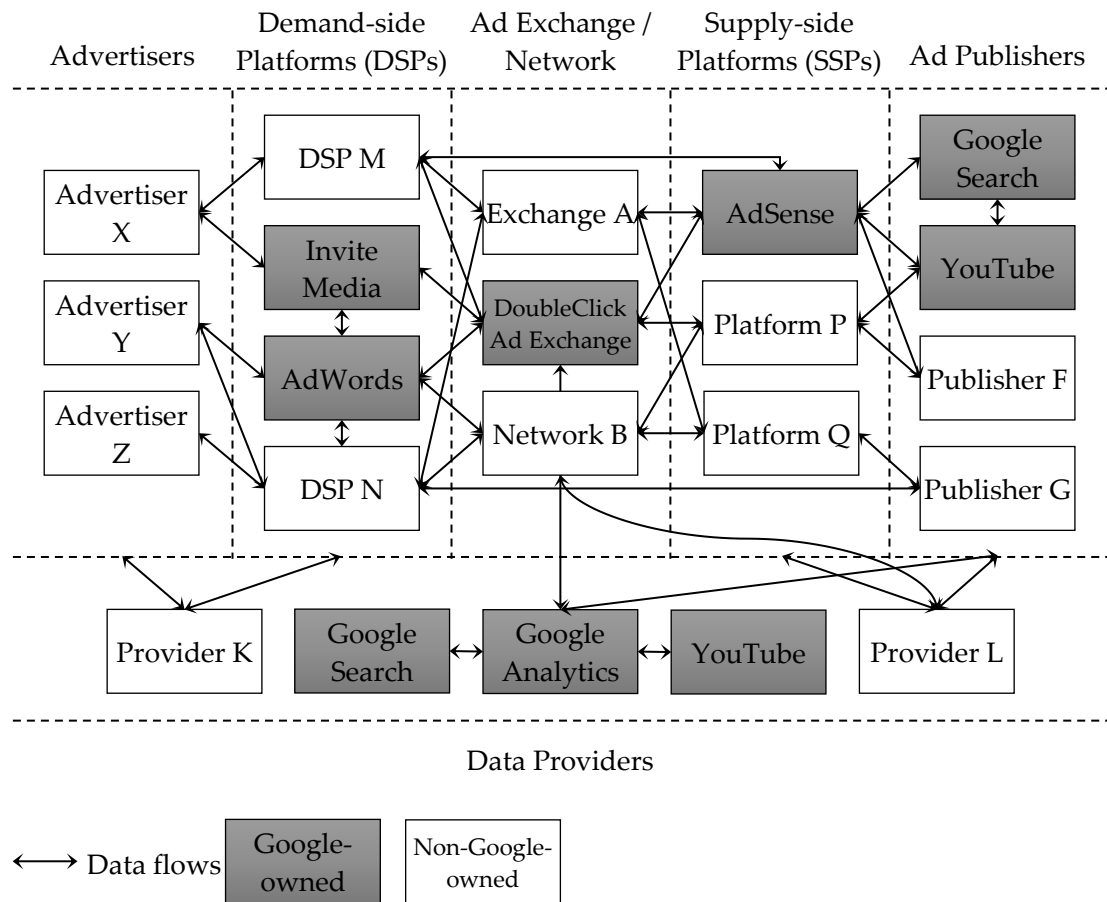 Advertisers
Demand-side
Platforms (DSPs)
Ad Exchange /
Network
Supply-side
Platforms (SSPs)
Ad Publishers
Advertiser
X
Advertiser
Y
Advertiser
Z
DSP M
Invite
Media
AdWords
DSP N
Exchange A
DoubleClick
Ad Exchange
Network B
AdSense
Platform P
Platform Q
Google
Search
YouTube
Publisher F
Publisher G
Provider K
Google
Search
Google
Analytics
YouTube
Provider L
Data Providers
Data flows
Google-
owned
Non-Google-
owned